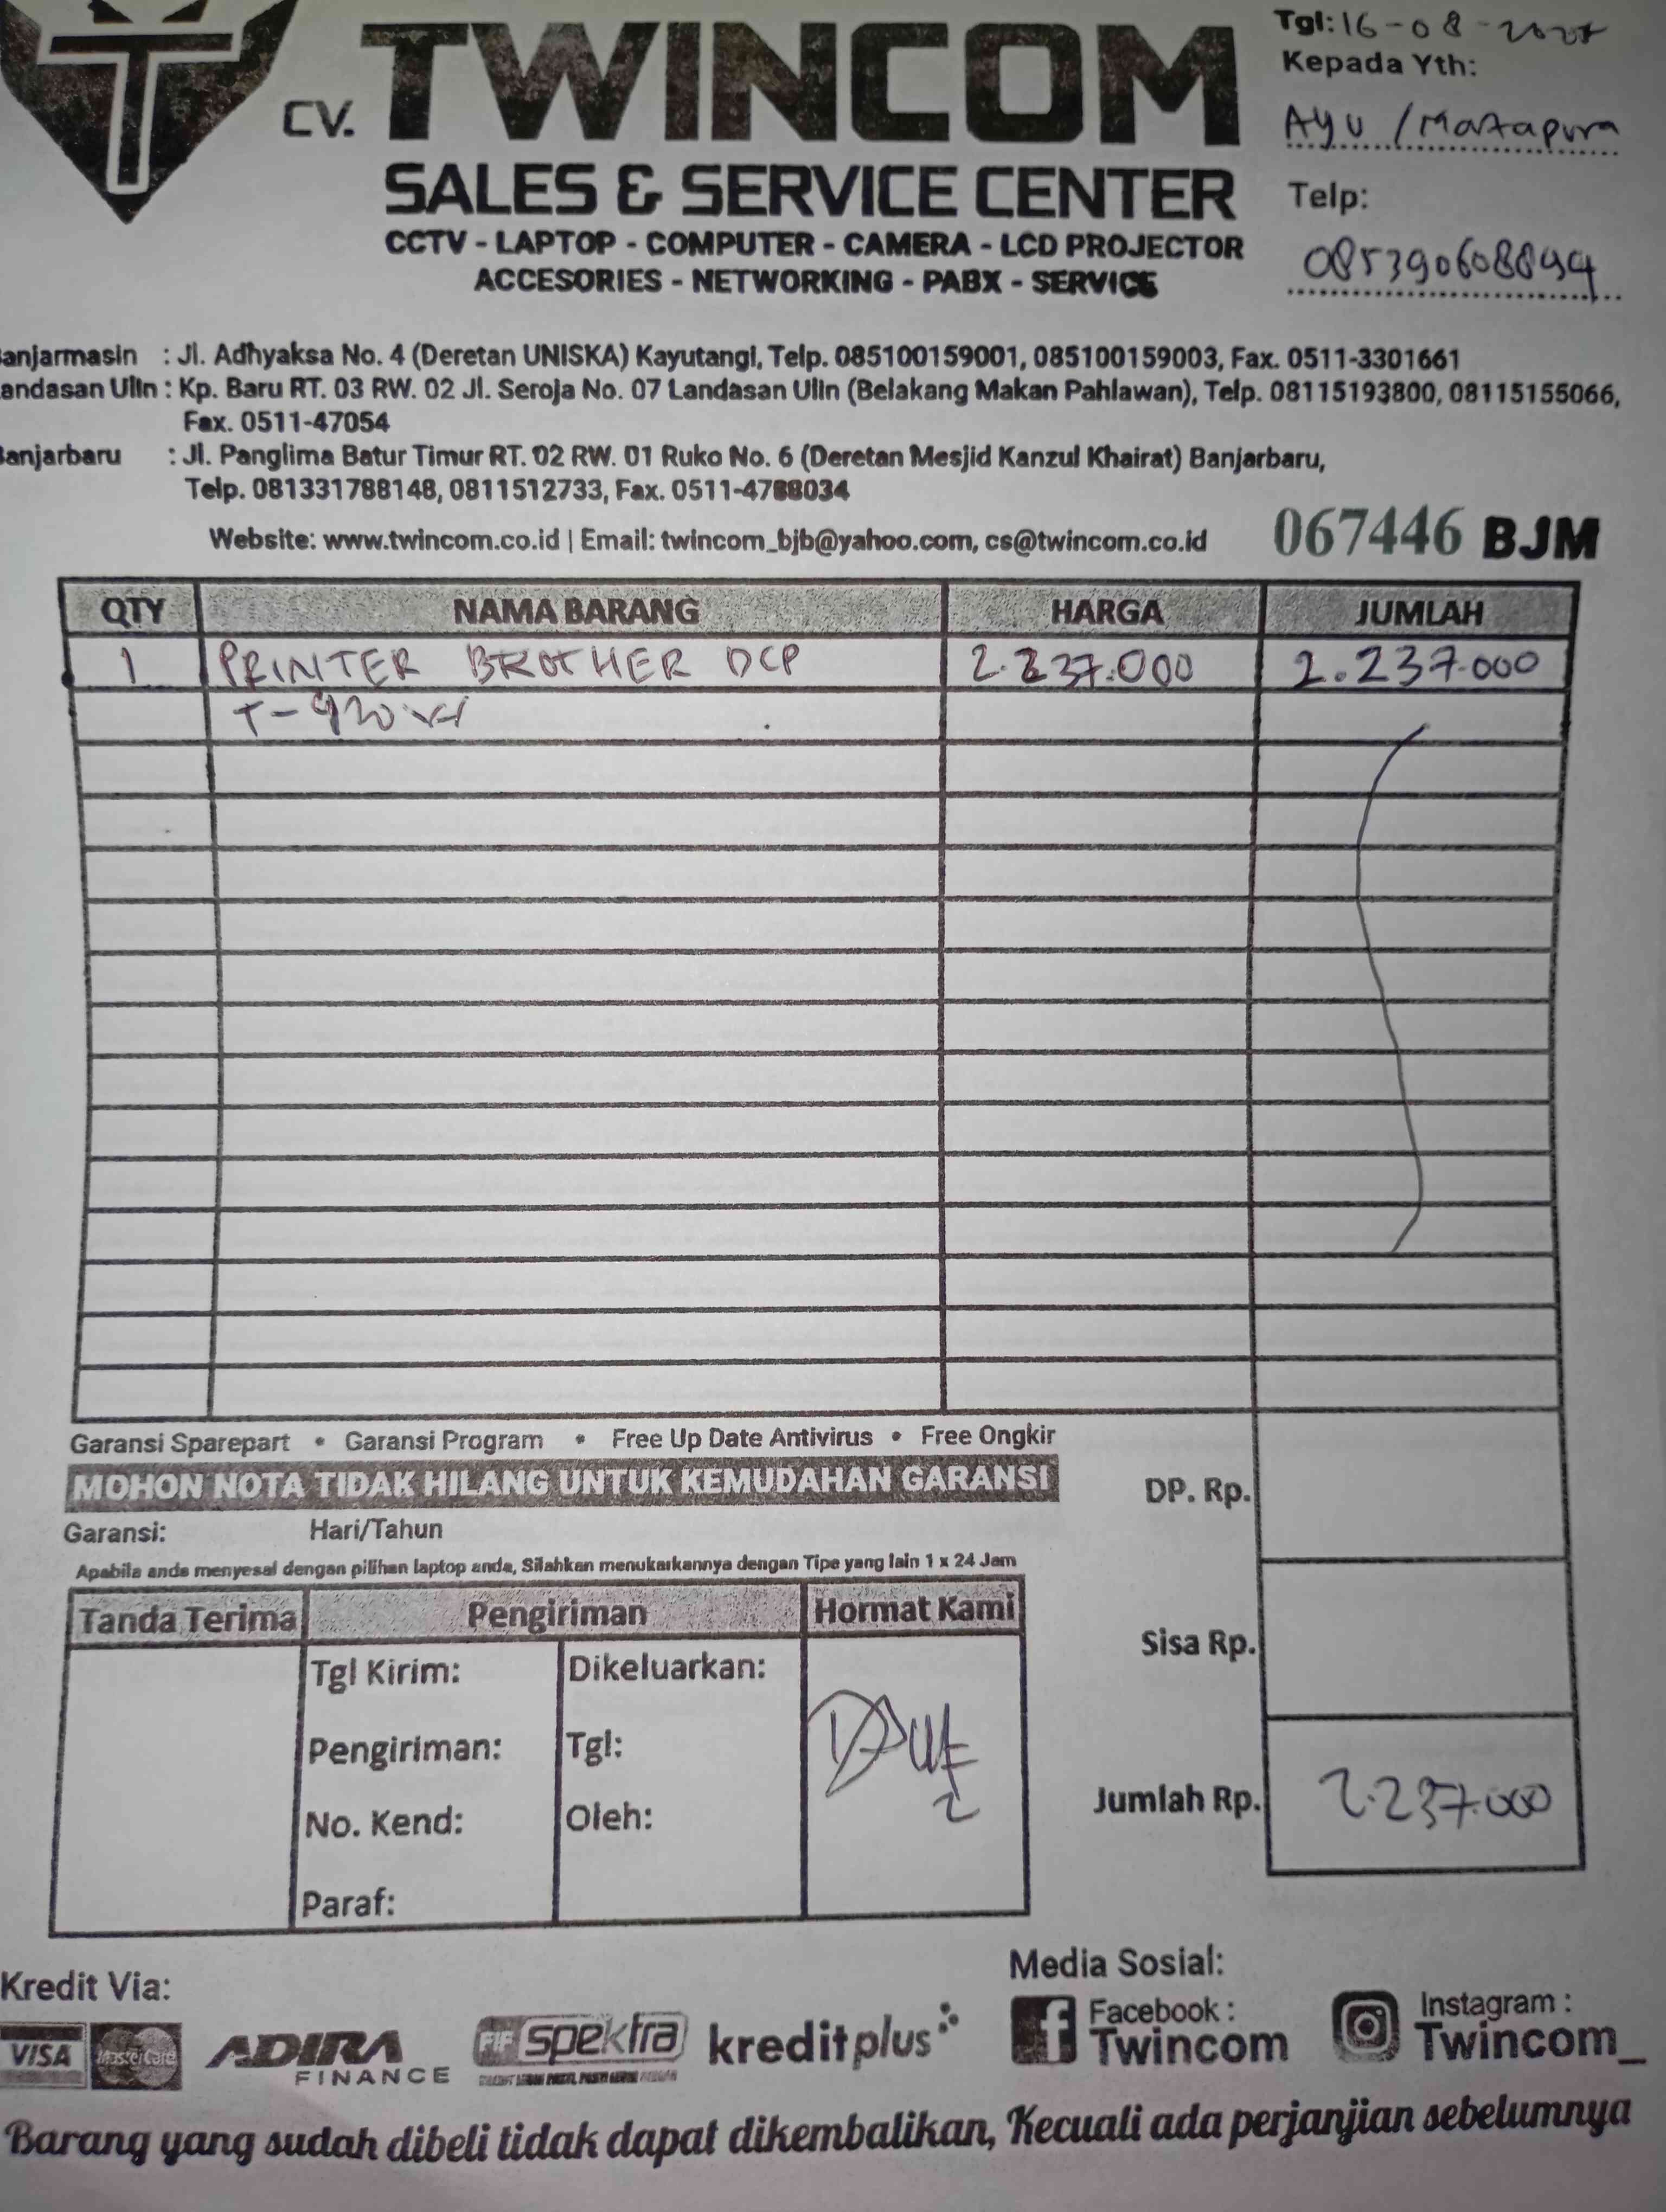 CV. TWINCOM
SALES & SERVICE CENTER
CCTV - LAPTOP - COMPUTER - CAMERA - LCD PROJECTOR
ACCESORIES - NETWORKING - PABX - SERVICE
Tgl: 16-08-
Kepada Yth:
Ayu / Martapura
Telp:
085390608894
anjarmasin : Jl. Adhyaksa No. 4 (Deretan UNISKA) Kayutangi, Telp. 085100159001, 085100159003, Fax. 0511-3301661
andasan Ulin : Kp. Baru RT. 03 RW. 02 Jl. Seroja No. 07 Landasan Ulin (Belakang Makan Pahlawan), Telp. 08115193800, 08115155066,
Fax. 0511-47054
Banjarbaru : Jl. Panglima Batur Timur RT. 02 RW. 01 Ruko No. 6 (Deretan Mesjid Kanzul Khairat) Banjarbaru,
Telp. 081331788148, 0811512733, Fax. 0511-4788034
Website: www.twincom.co.id | Email: twincom_bjb@yahoo.com, cs@twincom.co.id
067446 BJM
QTY NAMA BARANG HARGA JUMLAH
1 PRINTER BROTHER DCP 2.237.000 2.237.000
Garansi Sparepart • Garansi Program • Free Up Date Antivirus • Free Ongkir
MOHON NOTA TIDAK HILANG UNTUK KEMUDAHAN GARANSI
Garansi: Hari/Tahun
Apabila anda menyesal dengan pilihan laptop anda, Silahkan menukarkannya dengan Tipe yang lain 1 x 24 Jam
DP. Rp.
Sisa Rp.
Jumlah Rp. 2.237.000
Tanda Terima Pengiriman Hormat Kami
Tgl Kirim: Dikeluarkan:
Pengiriman: Tgl:
No. Kend: Oleh:
Paraf:
Kredit Via:
VISA MasterCard ADIRA FINANCE FIF spektra kreditplus
Media Sosial:
Facebook : Twincom
Instagram : Twincom_
Barang yang sudah dibeli tidak dapat dikembalikan, Kecuali ada perjanjian sebelumnya